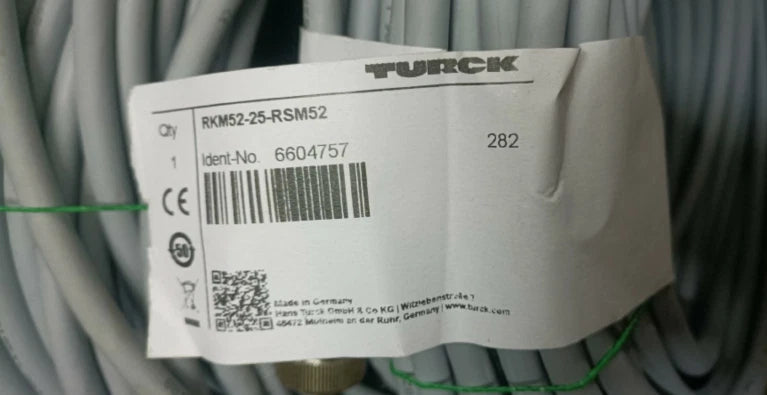 TURCK
Qty
RKM52-25-RSM52
1
Ident-No. 6604757
282
CE
50
Made in Germany
Hans Turck GmbH & Co KG | Witzlebenstraße 7
45472 Mülheim an der Ruhr, Germany | www.turck.com